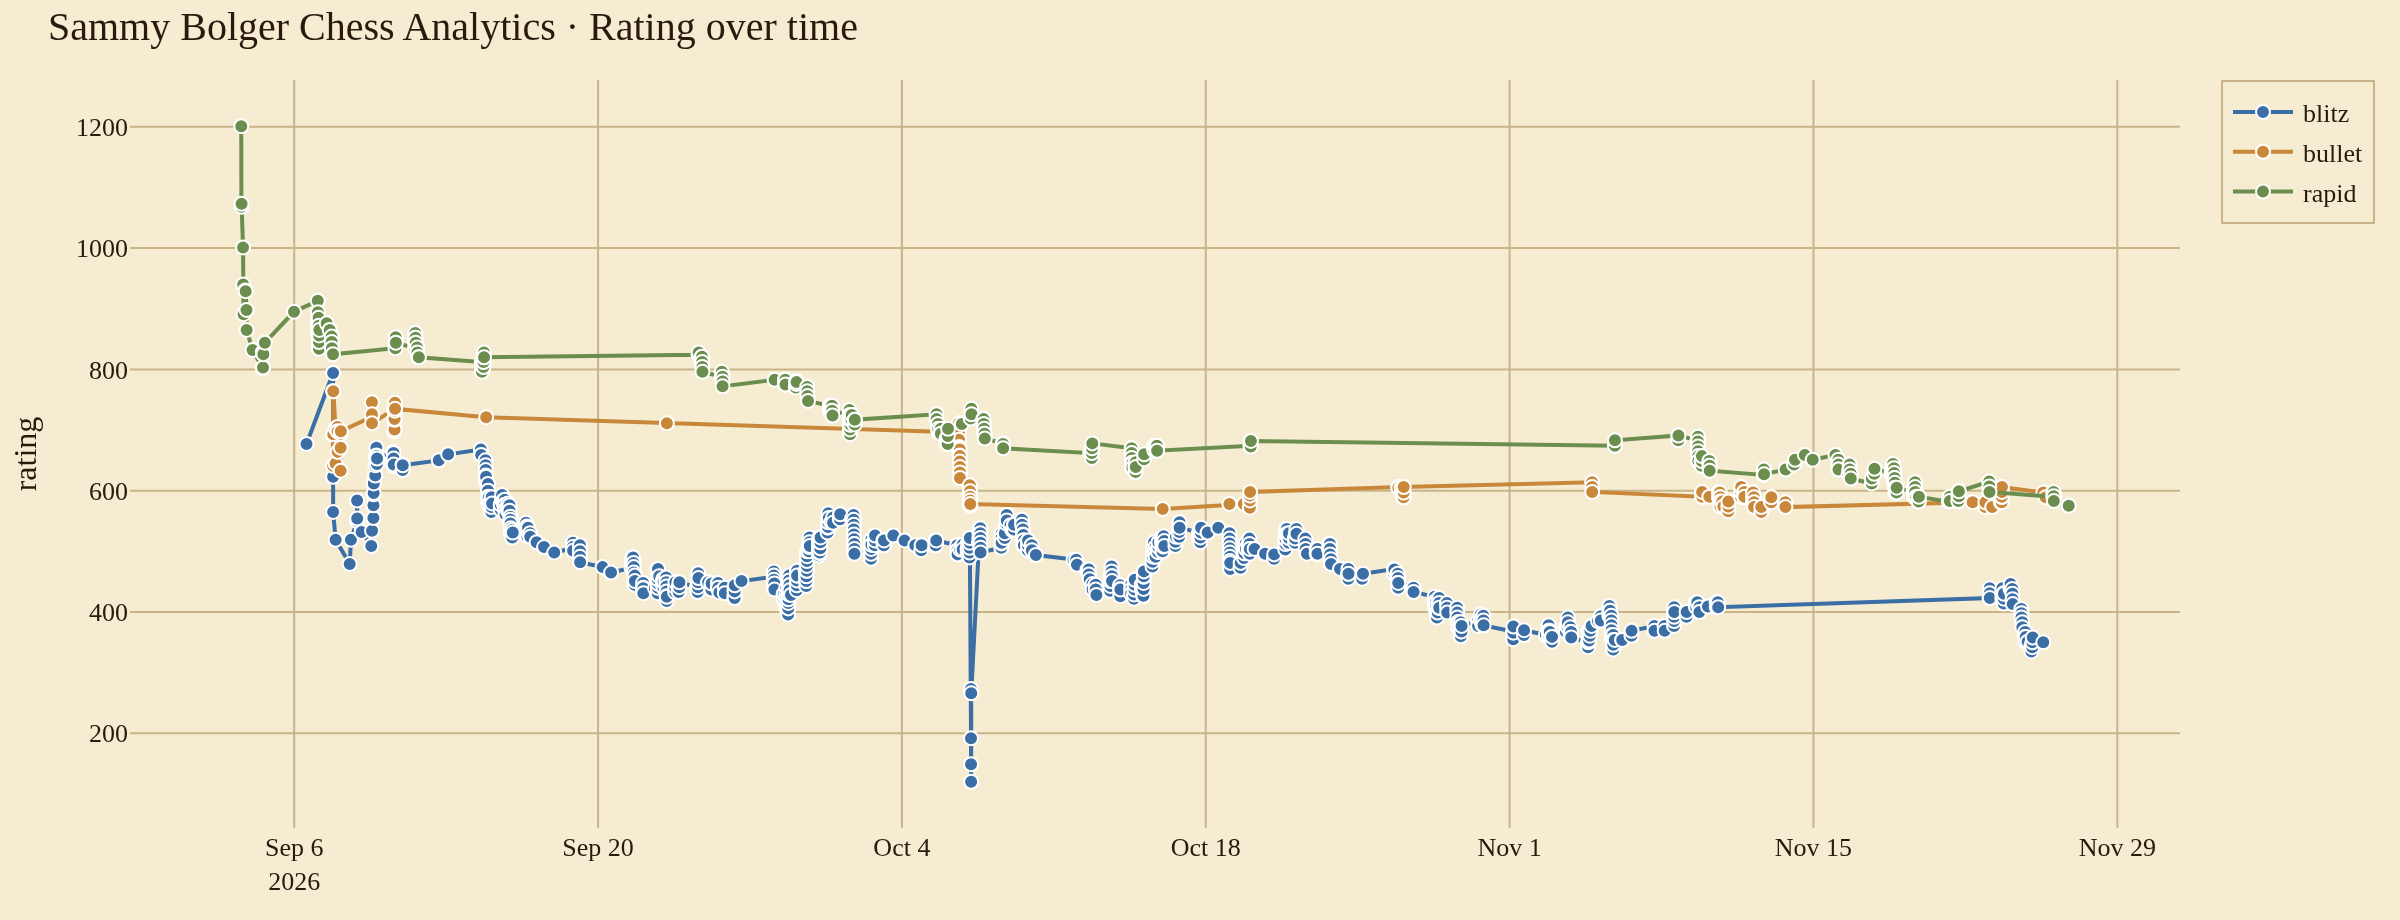 Sammy Bolger Chess Analytics · Rating over time
blitz
bullet
rapid
rating
1200
1000
800
600
400
200
Sep 6
2026
Sep 20
Oct 4
Oct 18
Nov 1
Nov 15
Nov 29